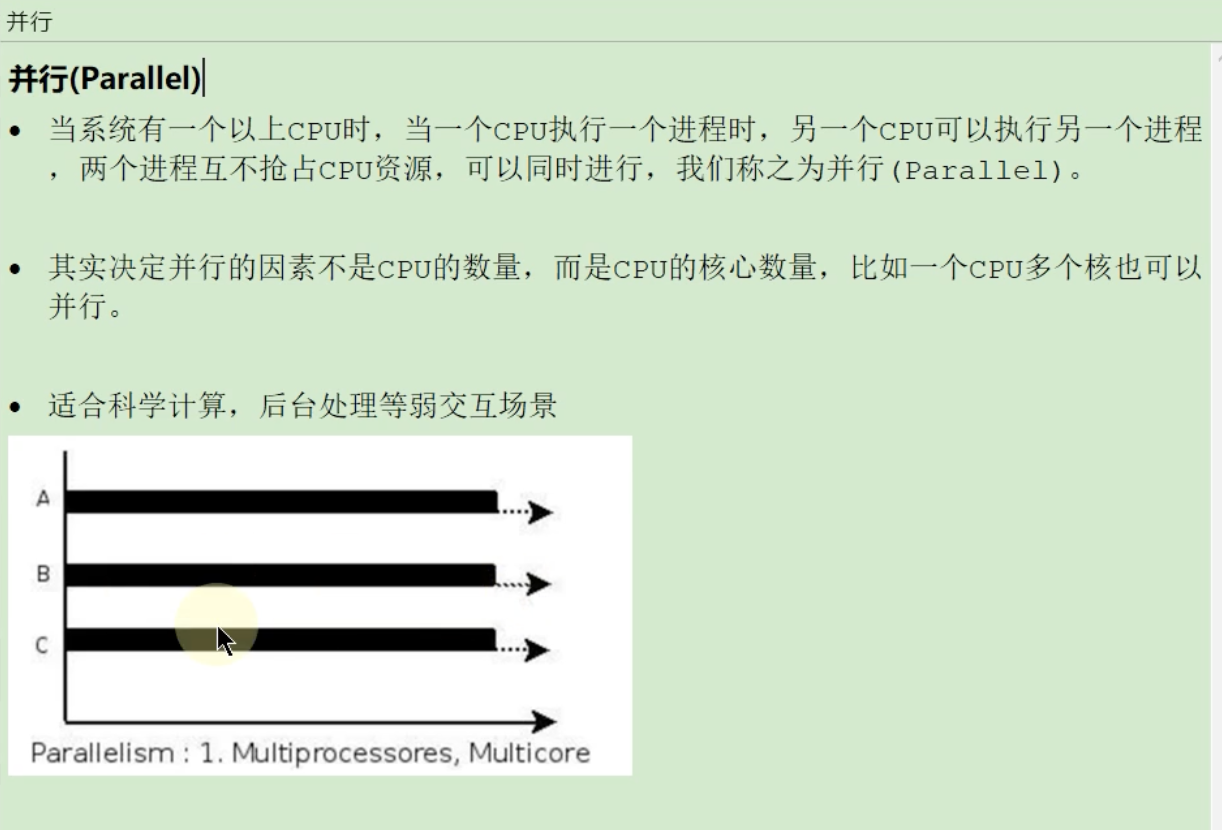 并行
并行(Parallel)
• 当系统有一个以上CPU时，当一个CPU执行一个进程时，另一个CPU可以执行另一个进程
，两个进程互不抢占CPU资源，可以同时进行，我们称之为并行(Parallel)。
• 其实决定并行的因素不是CPU的数量，而是CPU的核心数量，比如一个CPU多个核也可以
并行。
• 适合科学计算，后台处理等弱交互场景
A
B
C
Parallelism : 1. Multiprocessores, Multicore